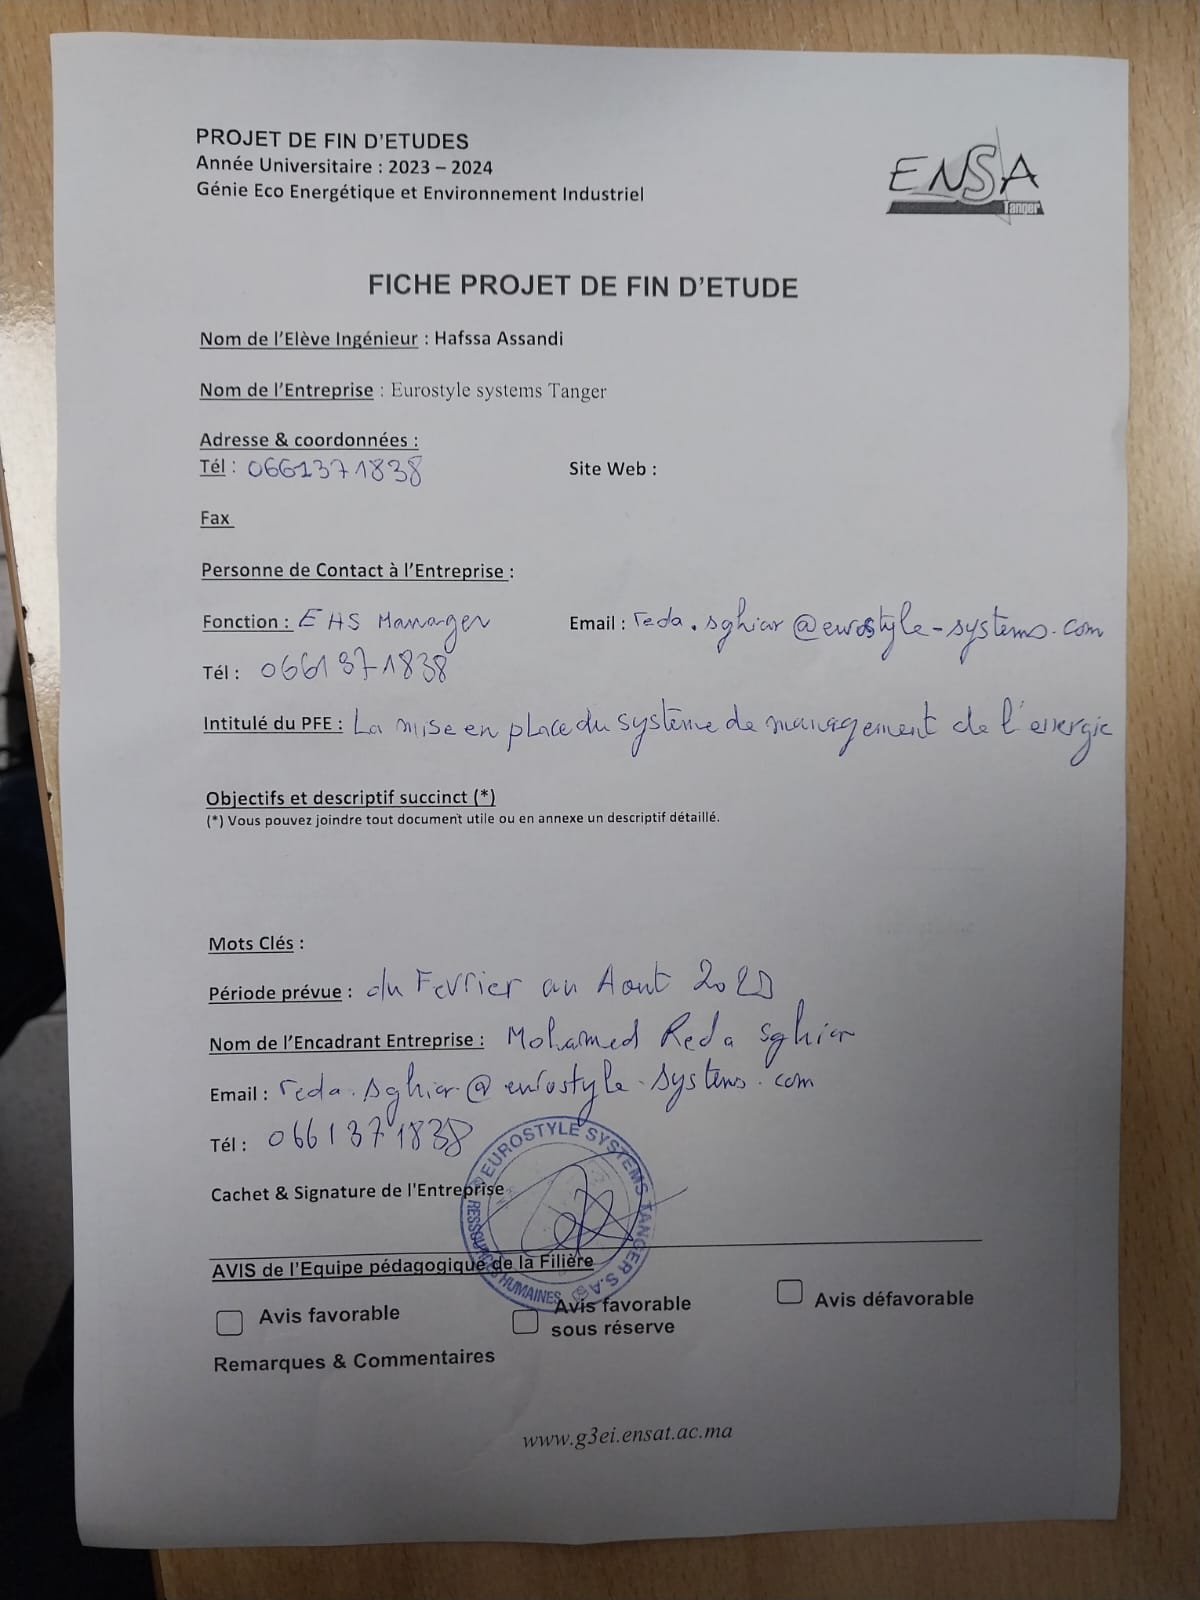 PROJET DE FIN D'ETUDES
Année Universitaire : 2023 – 2024
Génie Eco Energétique et Environnement Industriel
ENSA
Tanger
FICHE PROJET DE FIN D'ETUDE
Nom de l'Elève Ingénieur : Hafssa Assandi
Nom de l'Entreprise : Eurostyle systems Tanger
Adresse & coordonnées :
Tél : 0661371838 Site Web :
Fax
Personne de Contact à l'Entreprise :
Fonction : EHS Manager Email : reda.sghiar@eurostyle-systems.com
Tél : 0661371838
Intitulé du PFE : La mise en place du système de management de l'énergie
Objectifs et descriptif succinct (*)
(*) Vous pouvez joindre tout document utile ou en annexe un descriptif détaillé.
Mots Clés :
Période prévue : du Fevrier au Aout
Nom de l'Encadrant Entreprise : Mohamed Reda Sghiar
Email : reda.sghiar@eurostyle-systems.com
Tél : 0661371838
Cachet & Signature de l'Entreprise
EUROSTYLE SYSTEMS TANGER S.A
RESSOURCES HUMAINES
AVIS de l'Equipe pédagogique de la Filière
Avis favorable Avis favorable sous réserve Avis défavorable
Remarques & Commentaires
www.g3ei.ensat.ac.ma